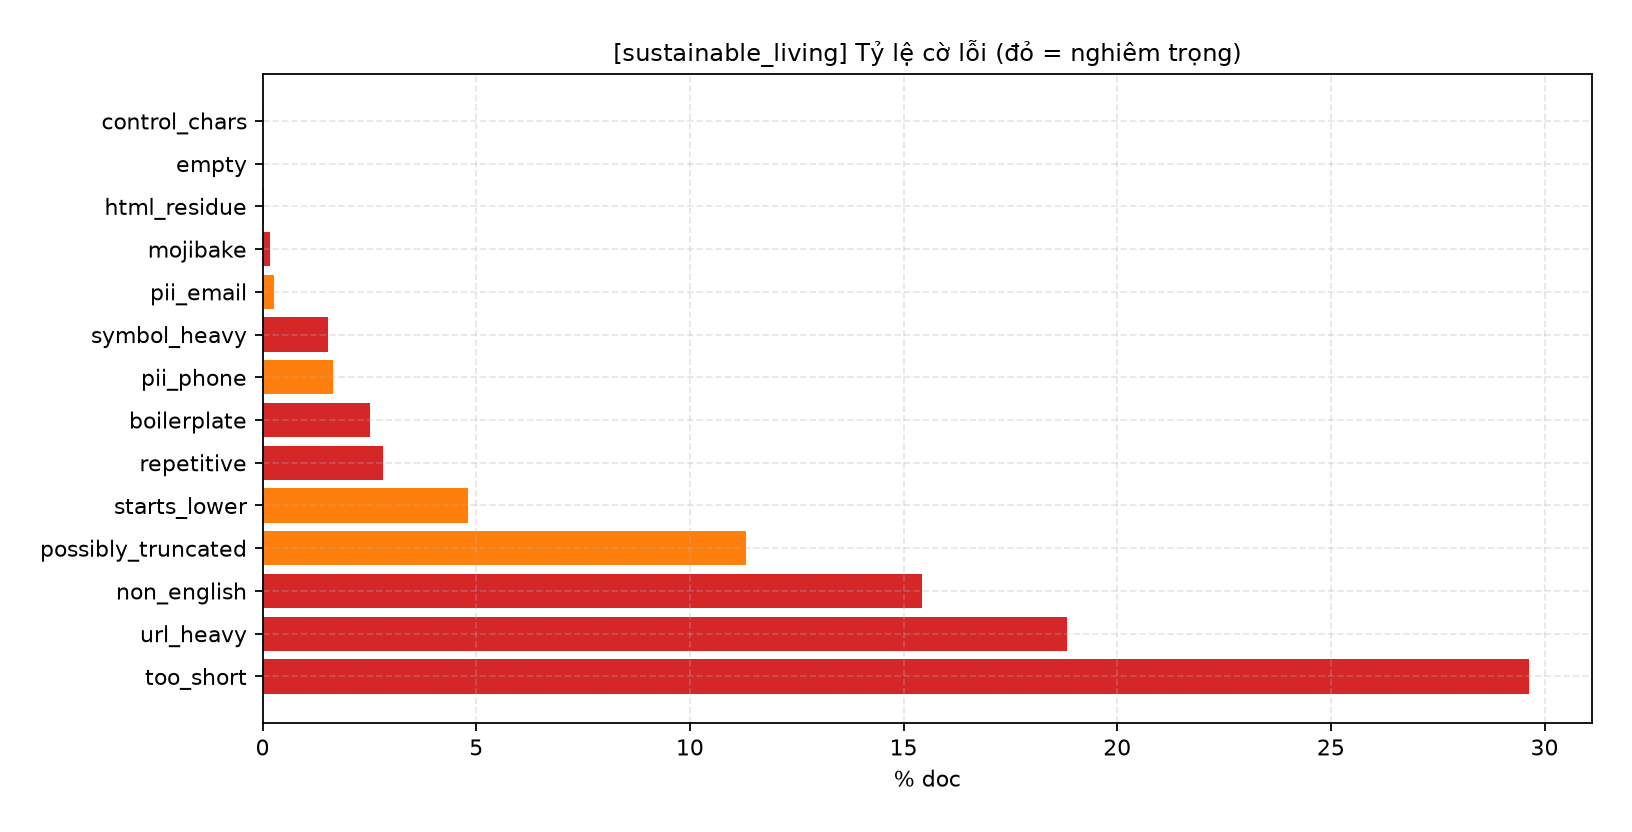 [sustainable_living] Tỷ lệ cờ lỗi (đỏ = nghiêm trọng)
control_chars
empty
html_residue
mojibake
pii_email
symbol_heavy
pii_phone
boilerplate
repetitive
starts_lower
possibly_truncated
non_english
url_heavy
too_short
0 5 10 15 20 25 30
% doc